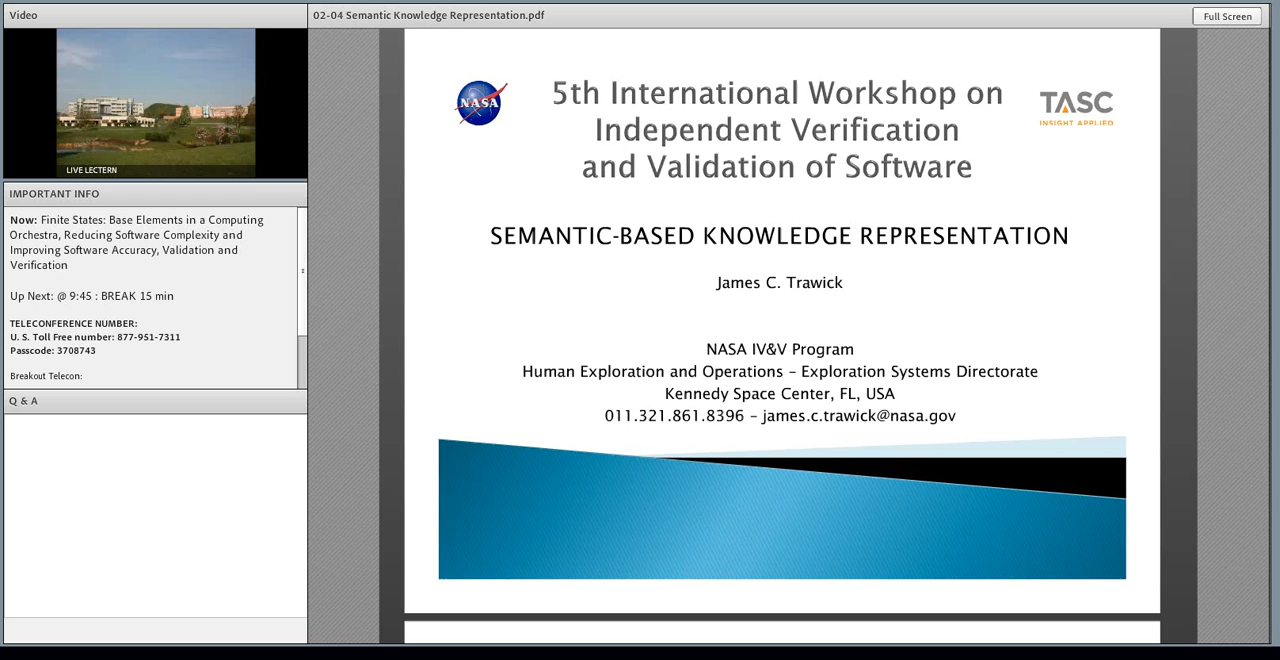 Video
LIVE LECTERN
IMPORTANT INFO
Now: Finite States: Base Elements in a Computing
Orchestra, Reducing Software Complexity and
Improving Software Accuracy, Validation and
Verification
Up Next: @ 9:45 : BREAK 15 min
TELECONFERENCE NUMBER:
U. S. Toll Free number: 877-951-7311
Passcode: 3708743
Breakout Telecon:
Q & A
02-04 Semantic Knowledge Representation.pdf
Full Screen
NASA
5th International Workshop on
Independent Verification
and Validation of Software
TASC
INSIGHT APPLIED
SEMANTIC-BASED KNOWLEDGE REPRESENTATION
James C. Trawick
NASA IV&V Program
Human Exploration and Operations – Exploration Systems Directorate
Kennedy Space Center, FL, USA
011.321.861.8396 – james.c.trawick@nasa.gov